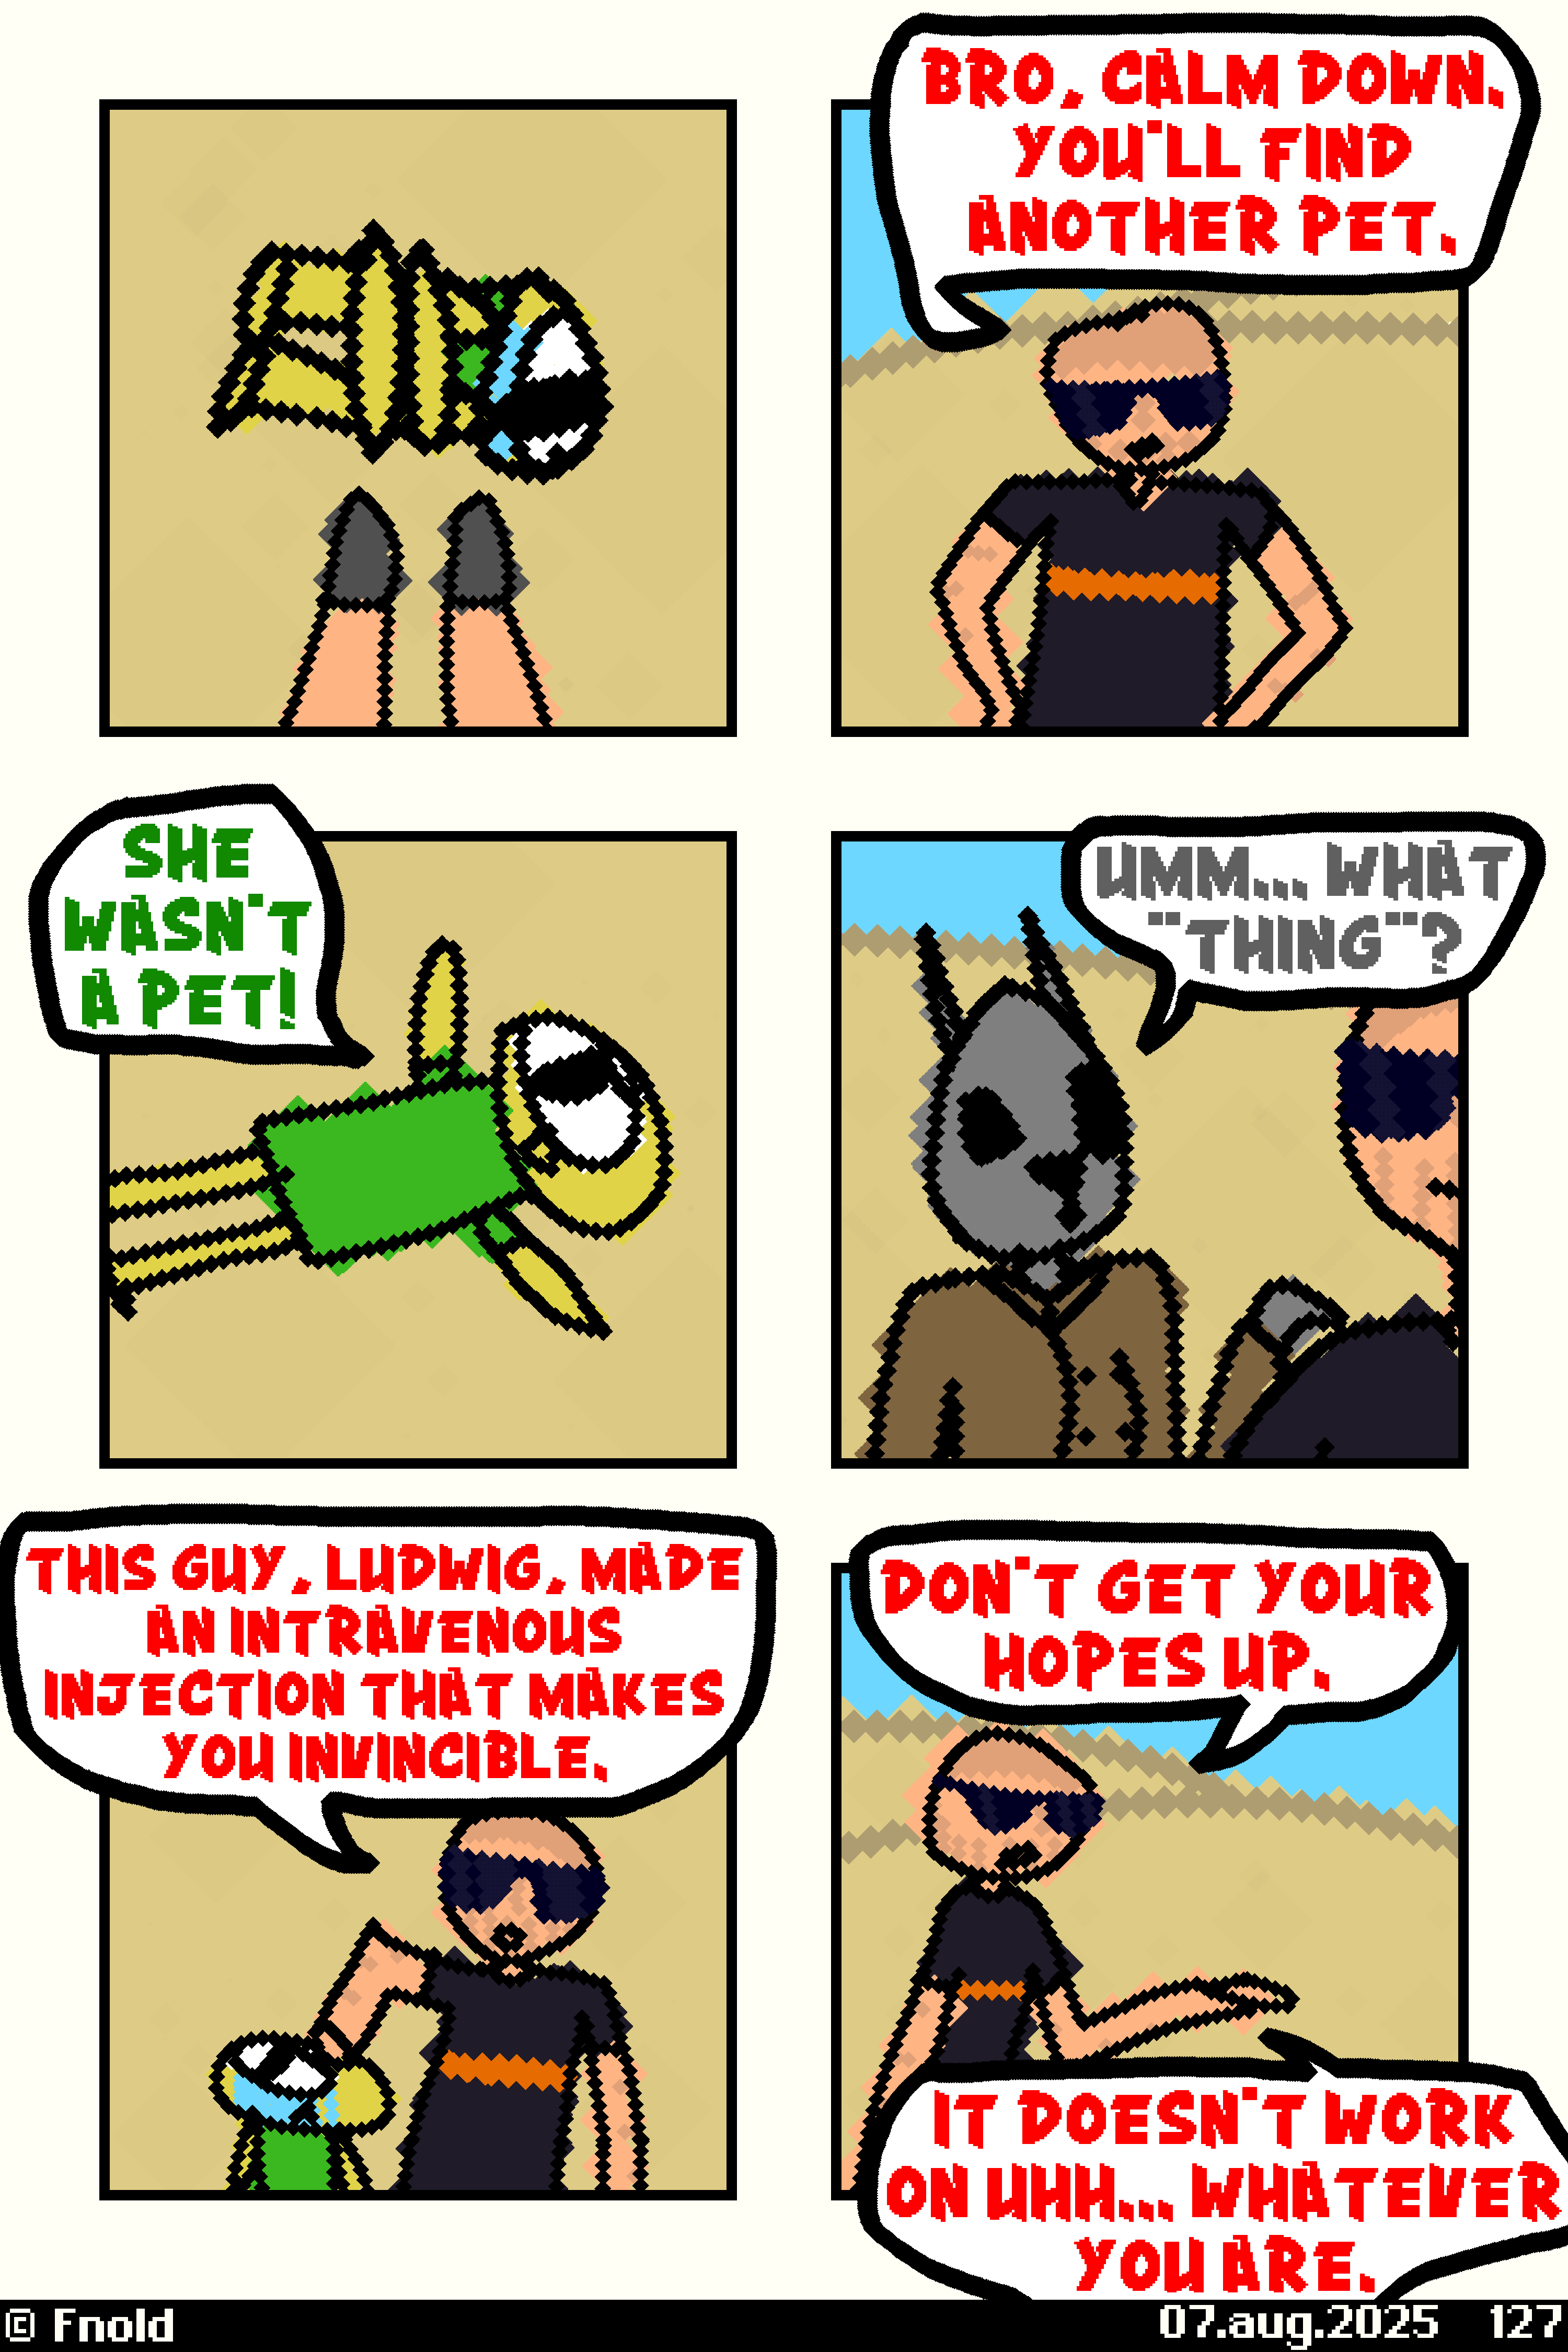 BRO, CALM DOWN.
YOU'LL FIND
ANOTHER PET.
SHE
WASN'T
A PET!
UMM... WHAT
"THING"?
THIS GUY, LUDWIG, MADE
AN INTRAVENOUS
INJECTION THAT MAKES
YOU INVINCIBLE.
DON'T GET YOUR
HOPES UP.
IT DOESN'T WORK
ON UHH... WHATEVER
YOU ARE.
© Fnold
07.aug.2025 127